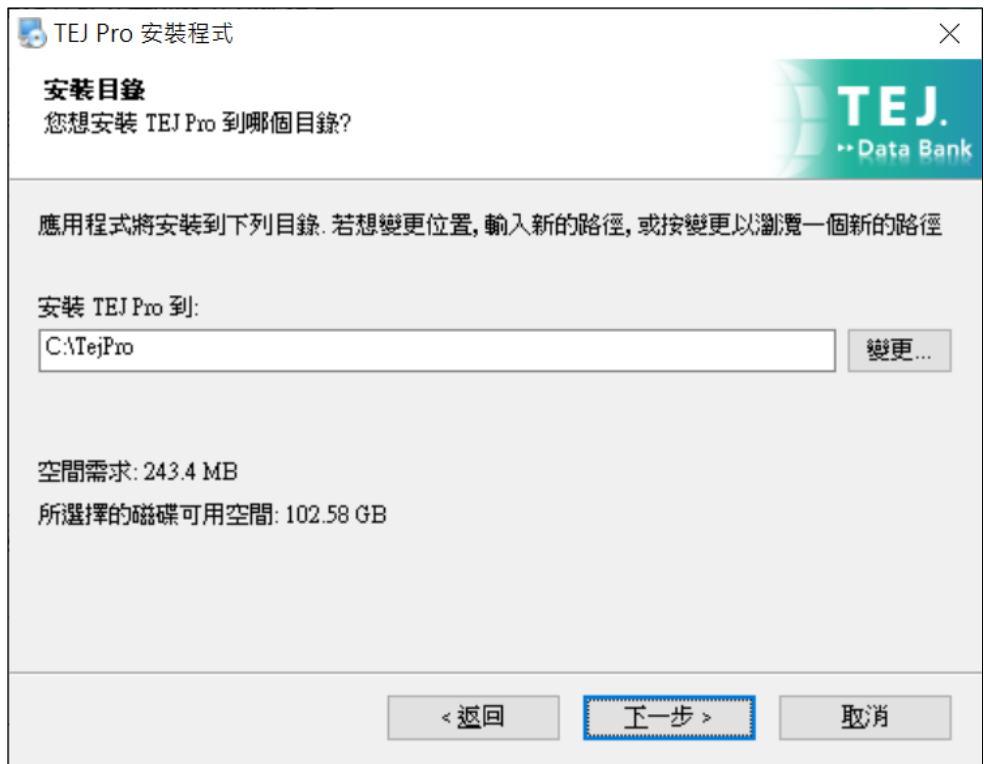 TEJ Pro 安裝程式
安裝目錄
您想安裝 TEJ Pro 到哪個目錄?
TEJ.
Data Bank
應用程式將安裝到下列目錄. 若想變更位置, 輸入新的路徑, 或按變更以瀏覽一個新的路徑
安裝 TEJ Pro 到:
C:\TejPro
變更...
空間需求: 243.4 MB
所選擇的磁碟可用空間: 102.58 GB
< 返回
下一步 >
取消